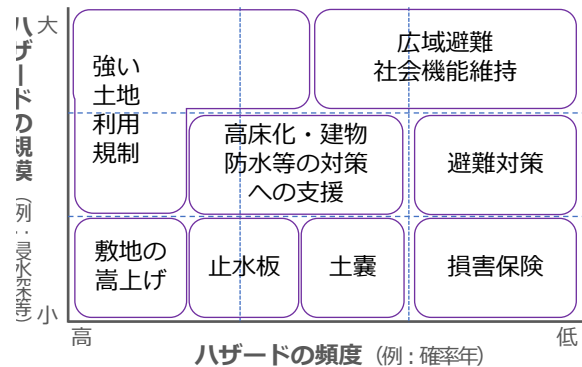 ハザードの規模
(例:浸水深等)
大
小
強い
土地
利用
規制
広域避難
社会機能維持
高床化・建物
防水等の対策
への支援
避難対策
敷地の
嵩上げ
止水板
土嚢
損害保険
高
低
ハザードの頻度（例：確率年）